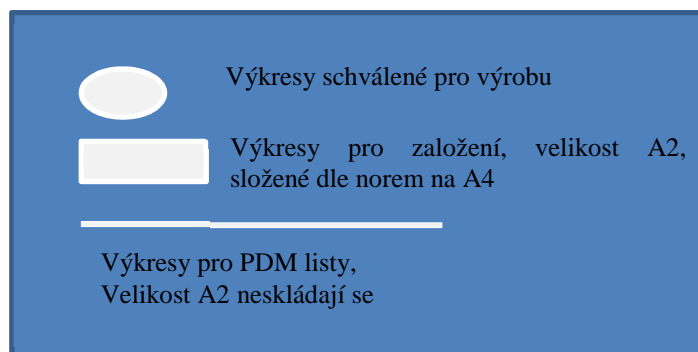 Výkresy schválené pro výrobu
Výkresy pro založení, velikost A2,
složené dle norem na A4
Výkresy pro PDM listy,
Velikost A2 neskládají se